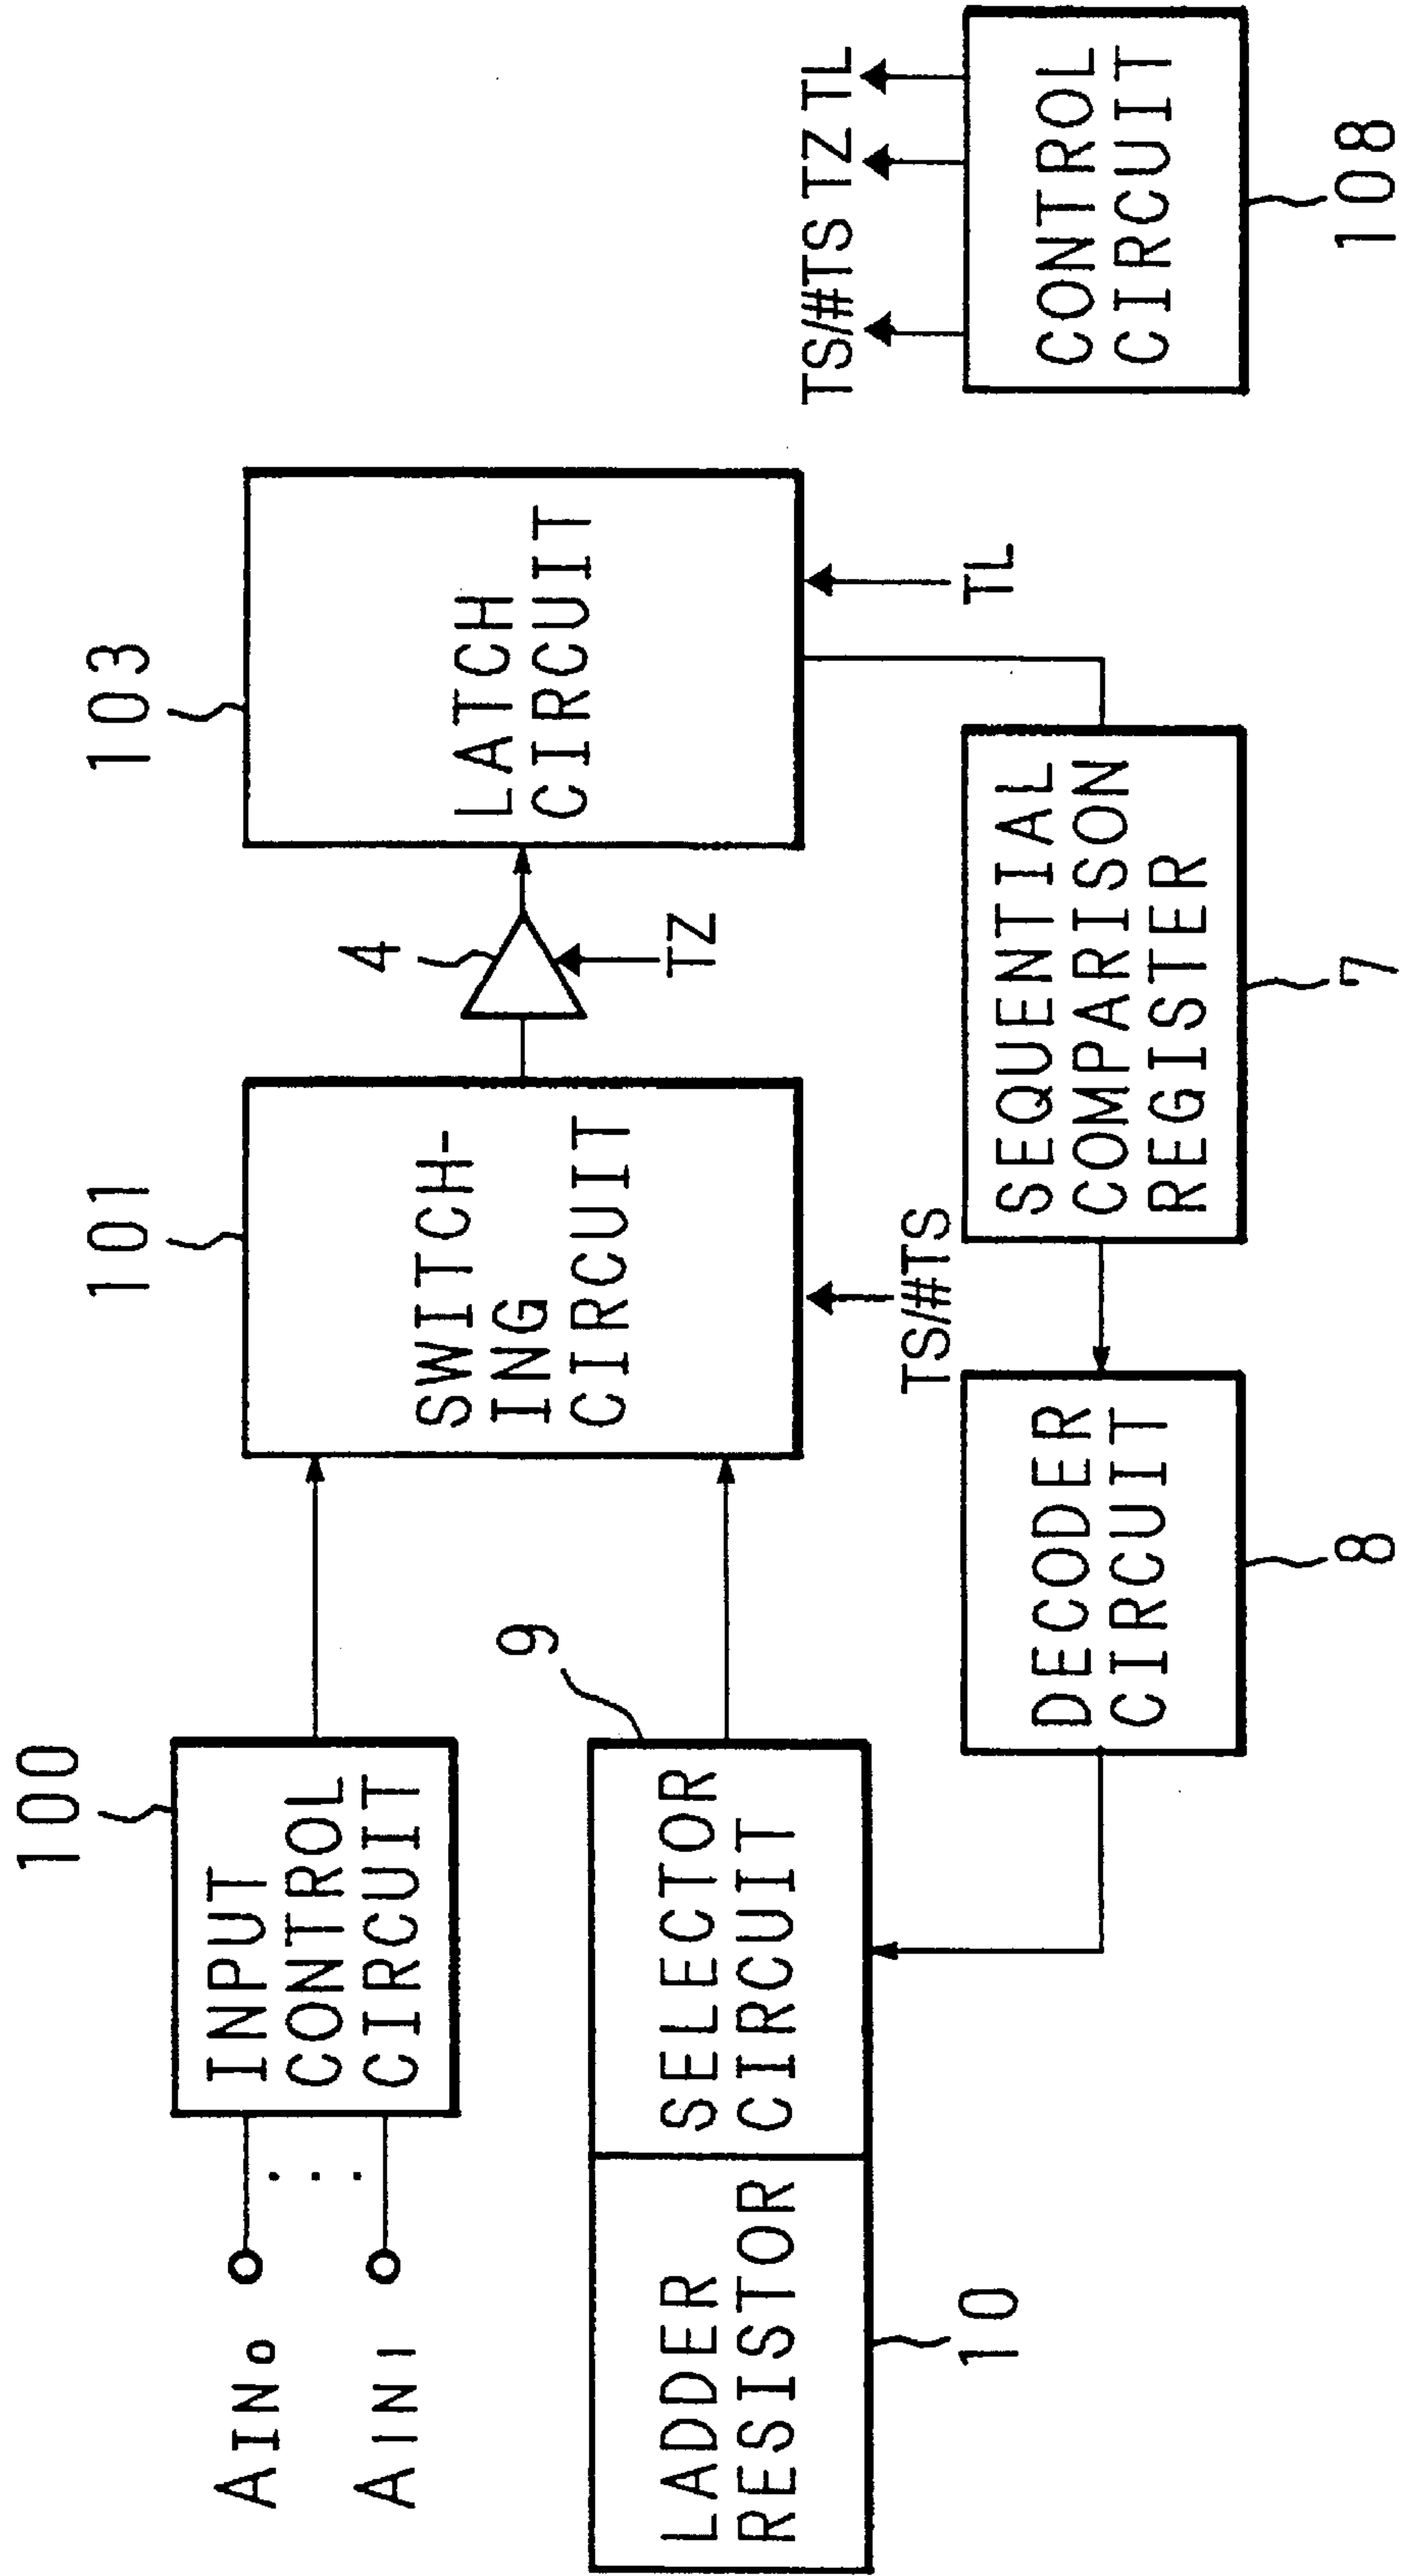 100
101
103
AIN0
AIN1
INPUT
CONTROL
CIRCUIT
SWITCH-
ING
CIRCUIT
4
TZ
LATCH
CIRCUIT
TS/#TS
TL
9
LADDER
RESISTOR
SELECTOR
CIRCUIT
10
DECODER
CIRCUIT
8
SEQUENTIAL
COMPARISON
REGISTER
7
TS/#TS TZ TL
CONTROL
CIRCUIT
108